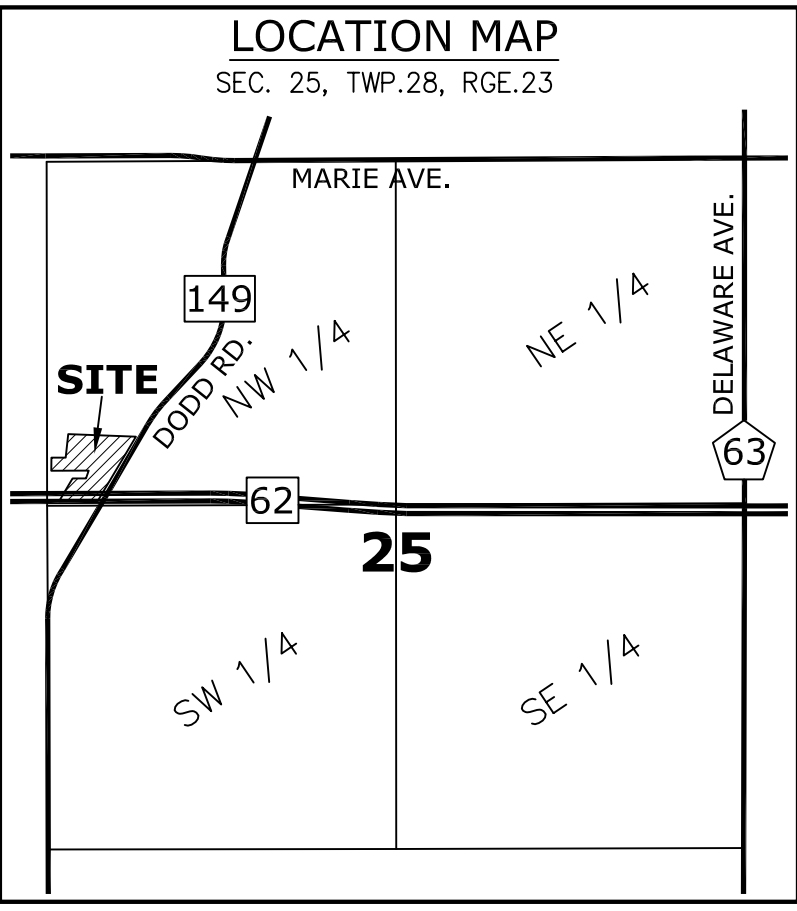 LOCATION MAP
SEC. 25, TWP.28, RGE.23
MARIE AVE.
DELAWARE AVE.
149
NE 1/4
NW 1/4
DODD RD.
SITE
63
62
25
SW 1/4
SE 1/4